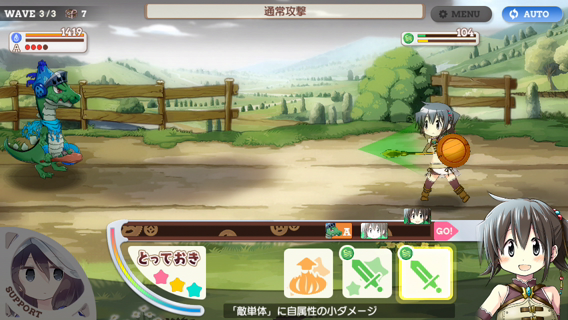 WAVE 3/3 7
通常攻撃
MENU
AUTO
1419
104
A
GO!
とっておき
SUPPORT
「敵単体」に自属性の小ダメージ